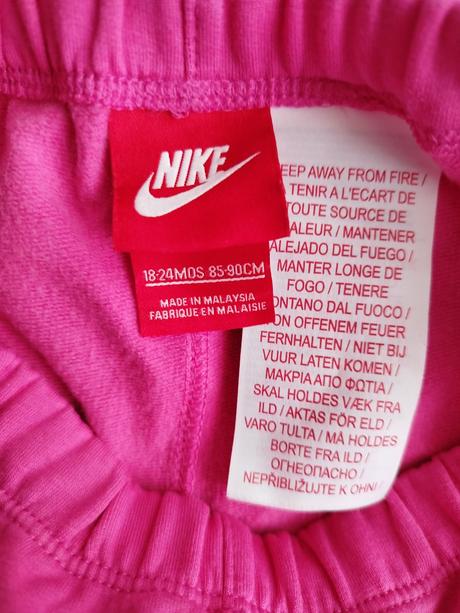 NIKE
18-24MOS 85-90CM
MADE IN MALAYSIA
FABRIQUE EN MALAISIE
EEP AWAY FROM FIRE /
TENIR A L'ECART DE
TOUTE SOURCE DE
ALEUR / MANTENER
ALEJADO DEL FUEGO /
MANTER LONGE DE
FOGO / TENERE
ONTANO DAL FUOCO /
ON OFFENEM FEUER
FERNHALTEN / NIET BIJ
VUUR LATEN KOMEN /
ΜΑΚΡΙΑ ΑΠΟ ΦΩΤΙΑ /
SKAL HOLDES VÆK FRA
ILD / AKTAS FÖR ELD /
VARO TULTA / MÅ HOLDES
BORTE FRA ILD /
ОГНЕОПАСНО /
NEPŘIBLIŽUJTE K OHNI /